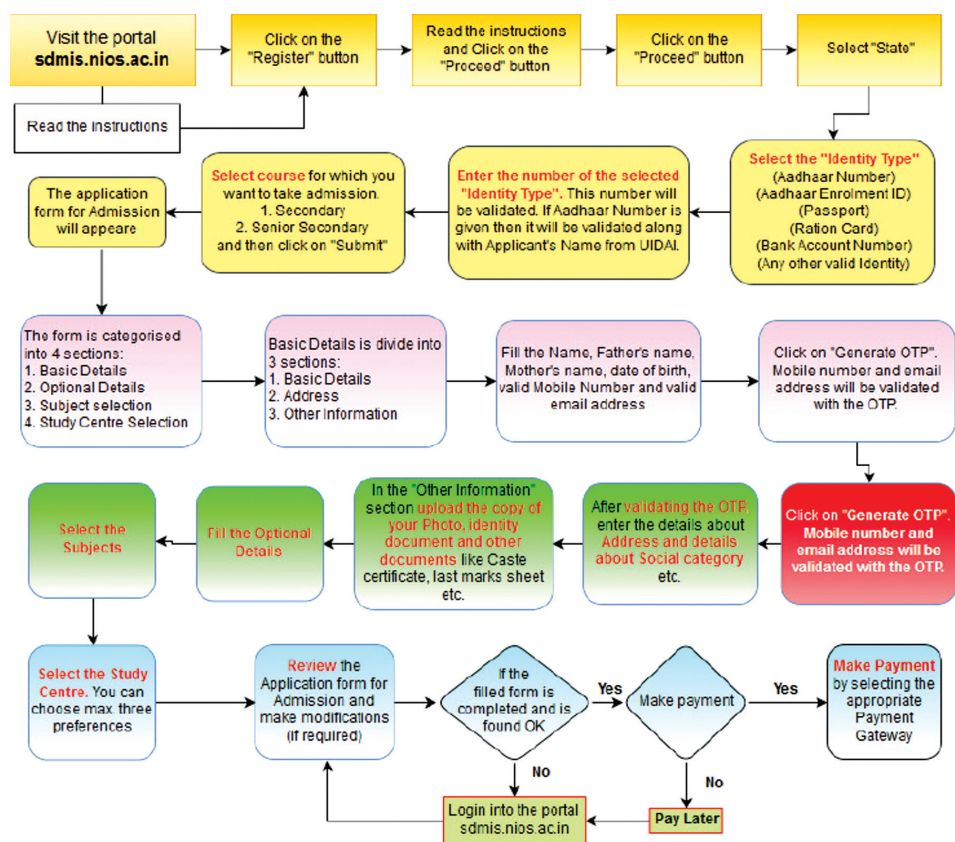 Visit the portal
sdmis.nios.ac.in
Click on the
"Register" button
Read the instructions
and Click on the
"Proceed" button
Click on the
"Proceed" button
Select "State"
Read the instructions
Select the "Identity Type"
(Aadhaar Number)
(Aadhaar Enrolment ID)
(Passport)
(Ration Card)
(Bank Account Number)
(Any other valid Identity)
Enter the number of the selected
"Identity Type". This number will
be validated. If Aadhaar Number is
given then it will be validated along
with Applicant's Name from UIDAI.
Select course for which you
want to take admission.
1. Secondary
2. Senior Secondary
and then click on "Submit"
The application
form for Admission
will appeare
The form is categorised
into 4 sections:
1. Basic Details
2. Optional Details
3. Subject selection
4. Study Centre Selection
Basic Details is divide into
3 sections:
1. Basic Details
2. Address
3. Other Information
Fill the Name, Father's name,
Mother's name, date of birth,
valid Mobile Number and valid
email address
Click on "Generate OTP".
Mobile number and email
address will be validated
with the OTP.
Click on "Generate OTP".
Mobile number and
email address will be
validated with the OTP.
After validating the OTP.
enter the details about
Address and details
about Social category
etc.
In the "Other Information"
section upload the copy of
your Photo, identity
document and other
documents like Caste
certificate, last marks sheet
etc.
Fill the Optional
Details
Select the
Subjects
Select the Study
Centre. You can
choose max three
preferences
Review the
Application form for
Admission and
make modifications
(if required)
If the
filled form is
completed and is
found OK
Yes
Make payment
Yes
Make Payment
by selecting the
appropriate
Payment
Gateway
No
No
Login into the portal
sdmis.nios.ac.in
Pay Later